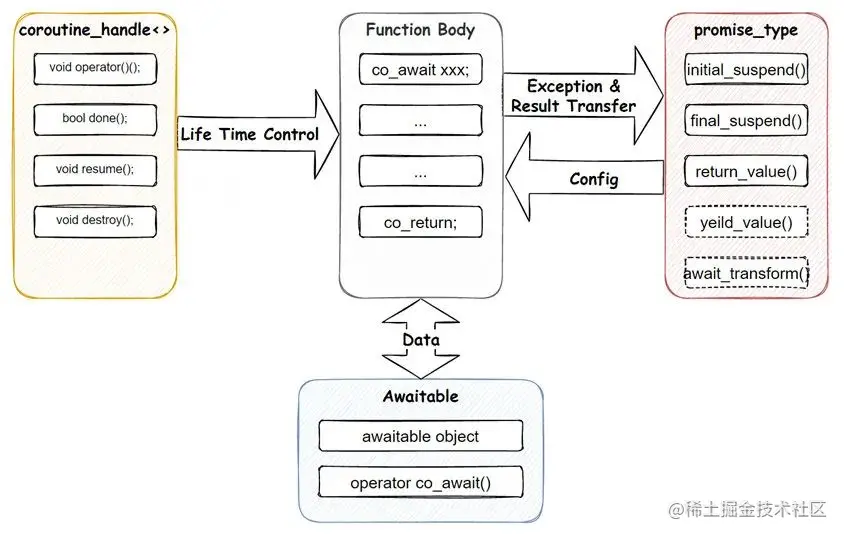 coroutine_handle<>
void operator()();
bool done();
void resume();
void destroy();
Life Time Control
Function Body
co_await xxx;
...
...
co_return;
Exception &
Result Transfer
Config
promise_type
initial_suspend()
final_suspend()
return_value()
yeild_value()
await_transform()
Data
Awaitable
awaitable object
operator co_await()
@稀土掘金技术社区